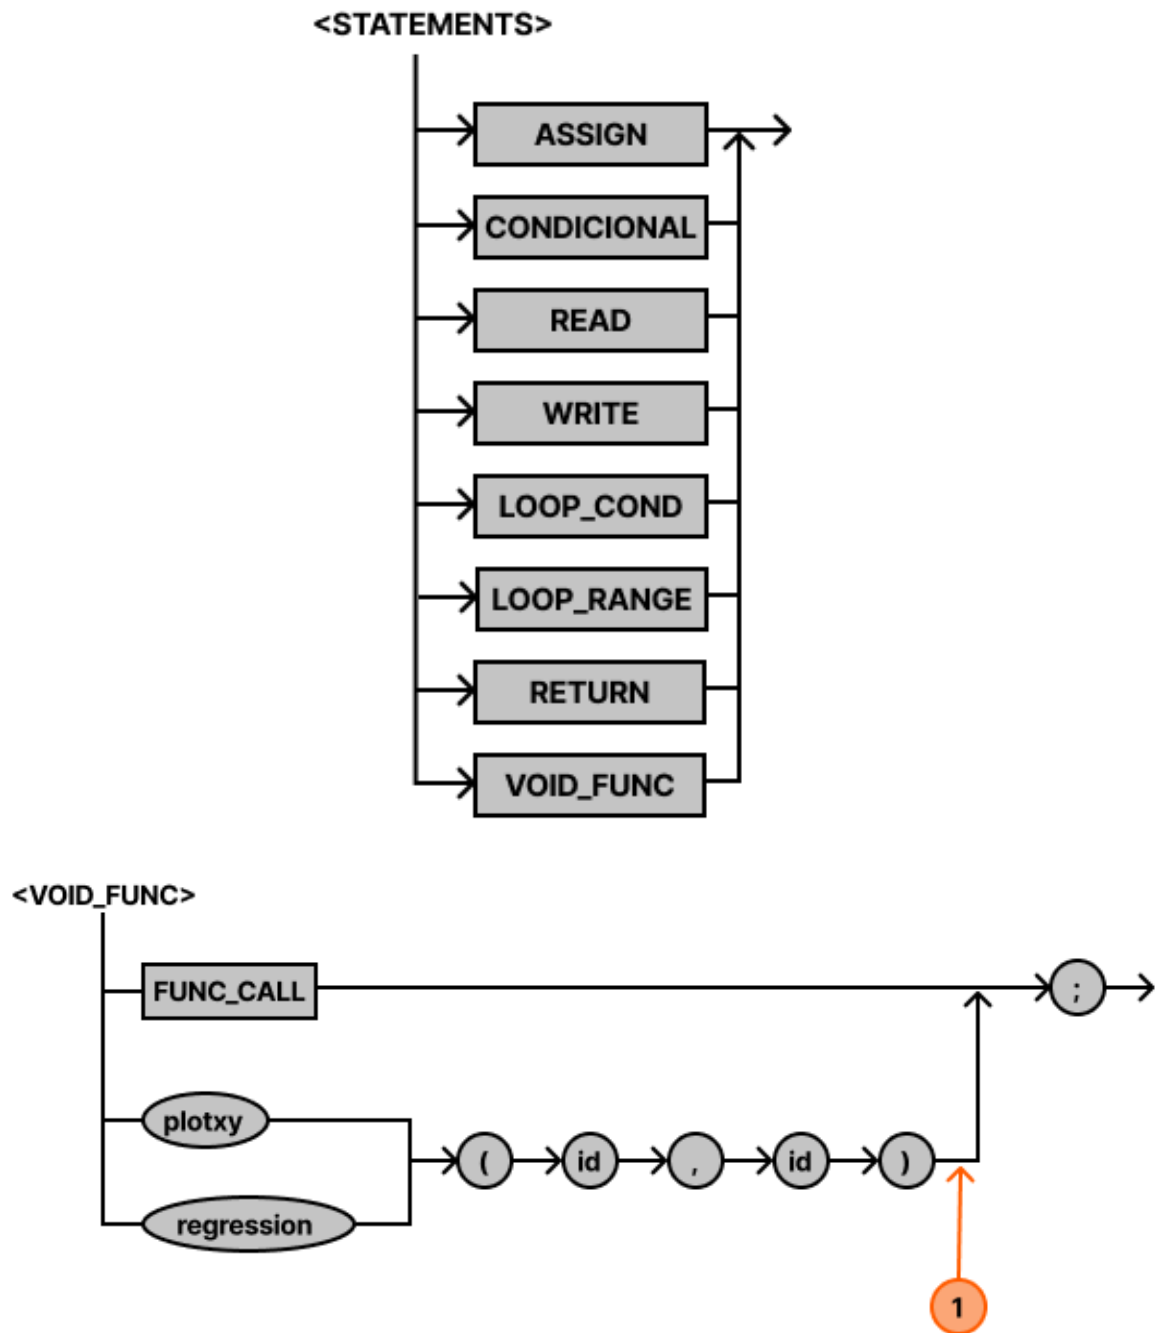 <STATEMENTS>
ASSIGN
CONDICIONAL
READ
WRITE
LOOP_COND
LOOP_RANGE
RETURN
VOID_FUNC
<VOID_FUNC>
FUNC_CALL
;
plotxy
( id , id )
regression
1